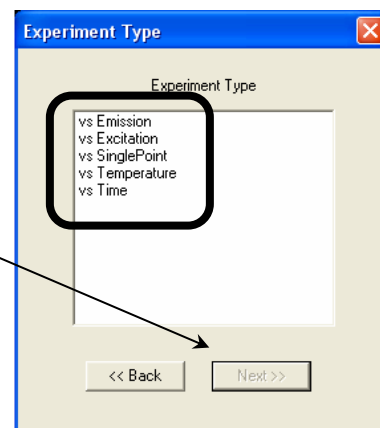 Experiment Type
Experiment Type
vs Emission
vs Excitation
vs SinglePoint
vs Temperature
vs Time
<< Back
Next >>